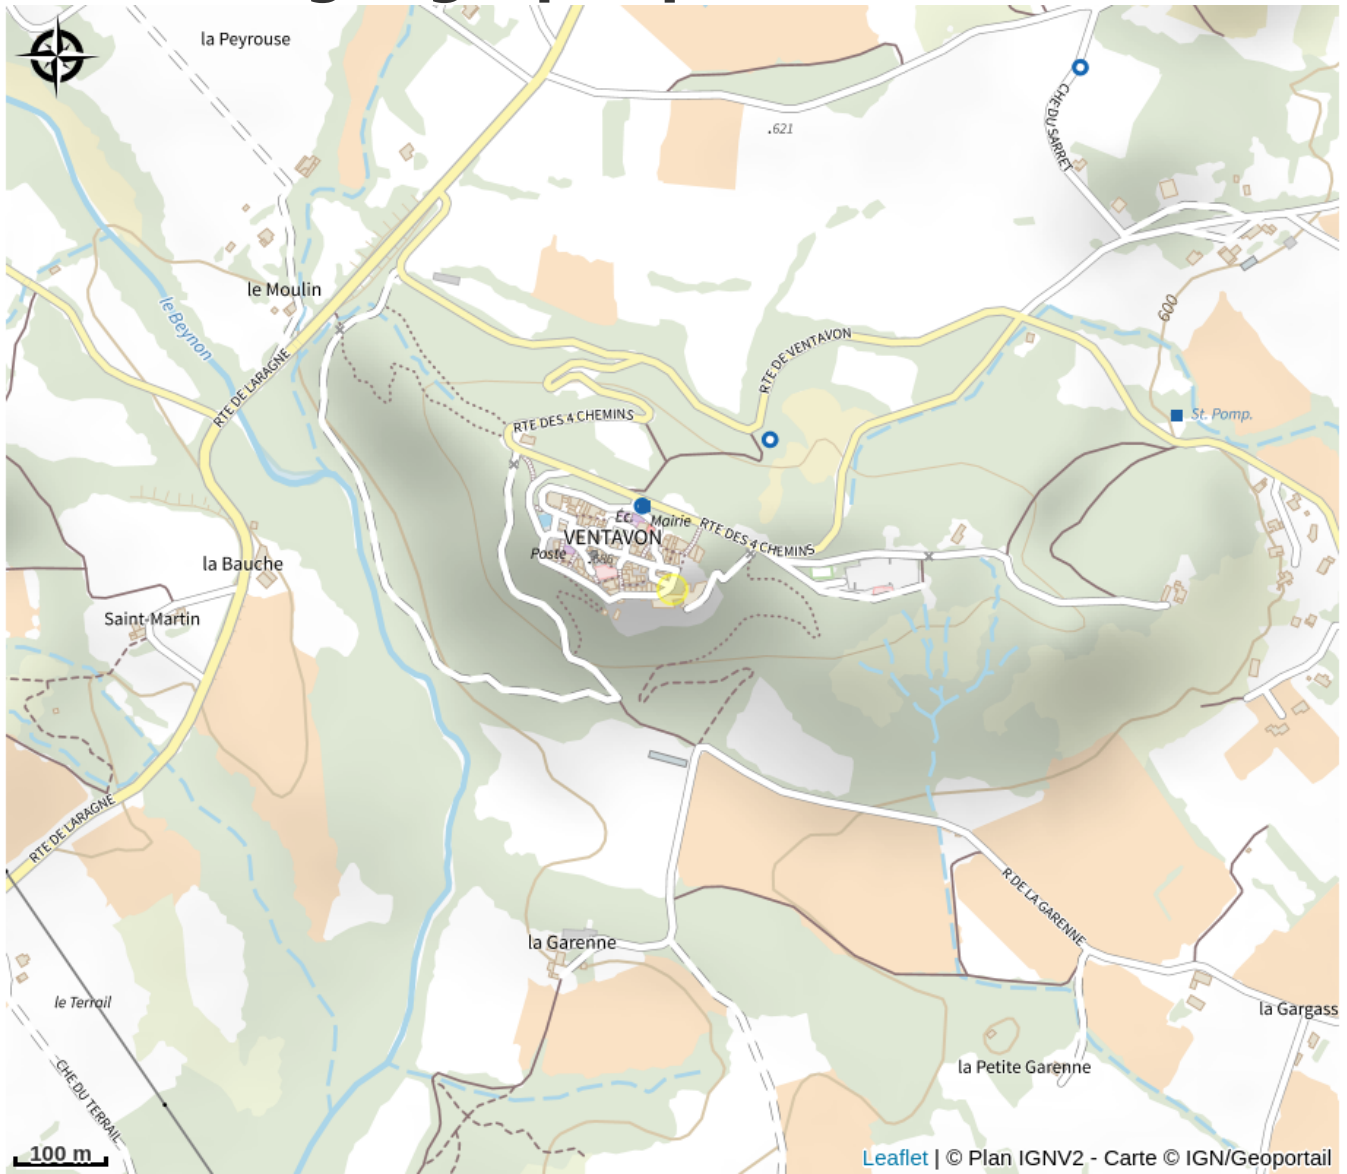 la Peyrouse
.621
CHE DU SARRET
le Moulin
le Beynon
600
RTE DE VENTAVON
RTE DE LARAGNE
RTE DES 4 CHEMINS
St. Pomp.
Éc.
Mairie
VENTAVON
RTE DES 4 CHEMINS
Poste
la Bauche
Saint-Martin
RTE DE LARAGNE
R DE LA GARENNE
la Garenne
le Terrail
la Gargass
la Petite Garenne
CHE DU TERRAIL
100 m
Leaflet | © Plan IGNV2 - Carte © IGN/Geoportail